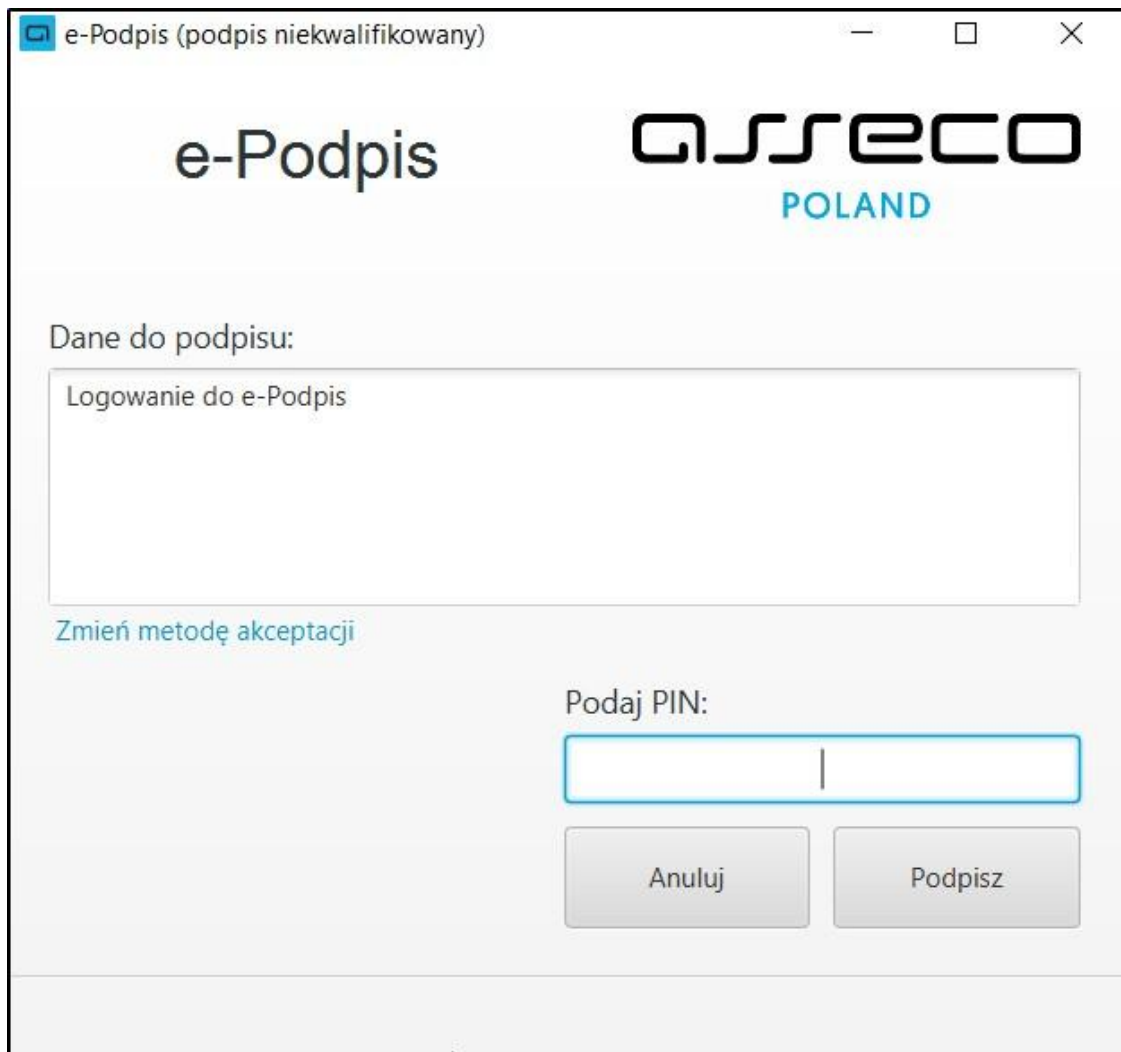 e-Podpis (podpis niekwalifikowany)
e-Podpis
asseco
POLAND
Dane do podpisu:
Logowanie do e-Podpis
Zmień metodę akceptacji
Podaj PIN:
Anuluj
Podpisz